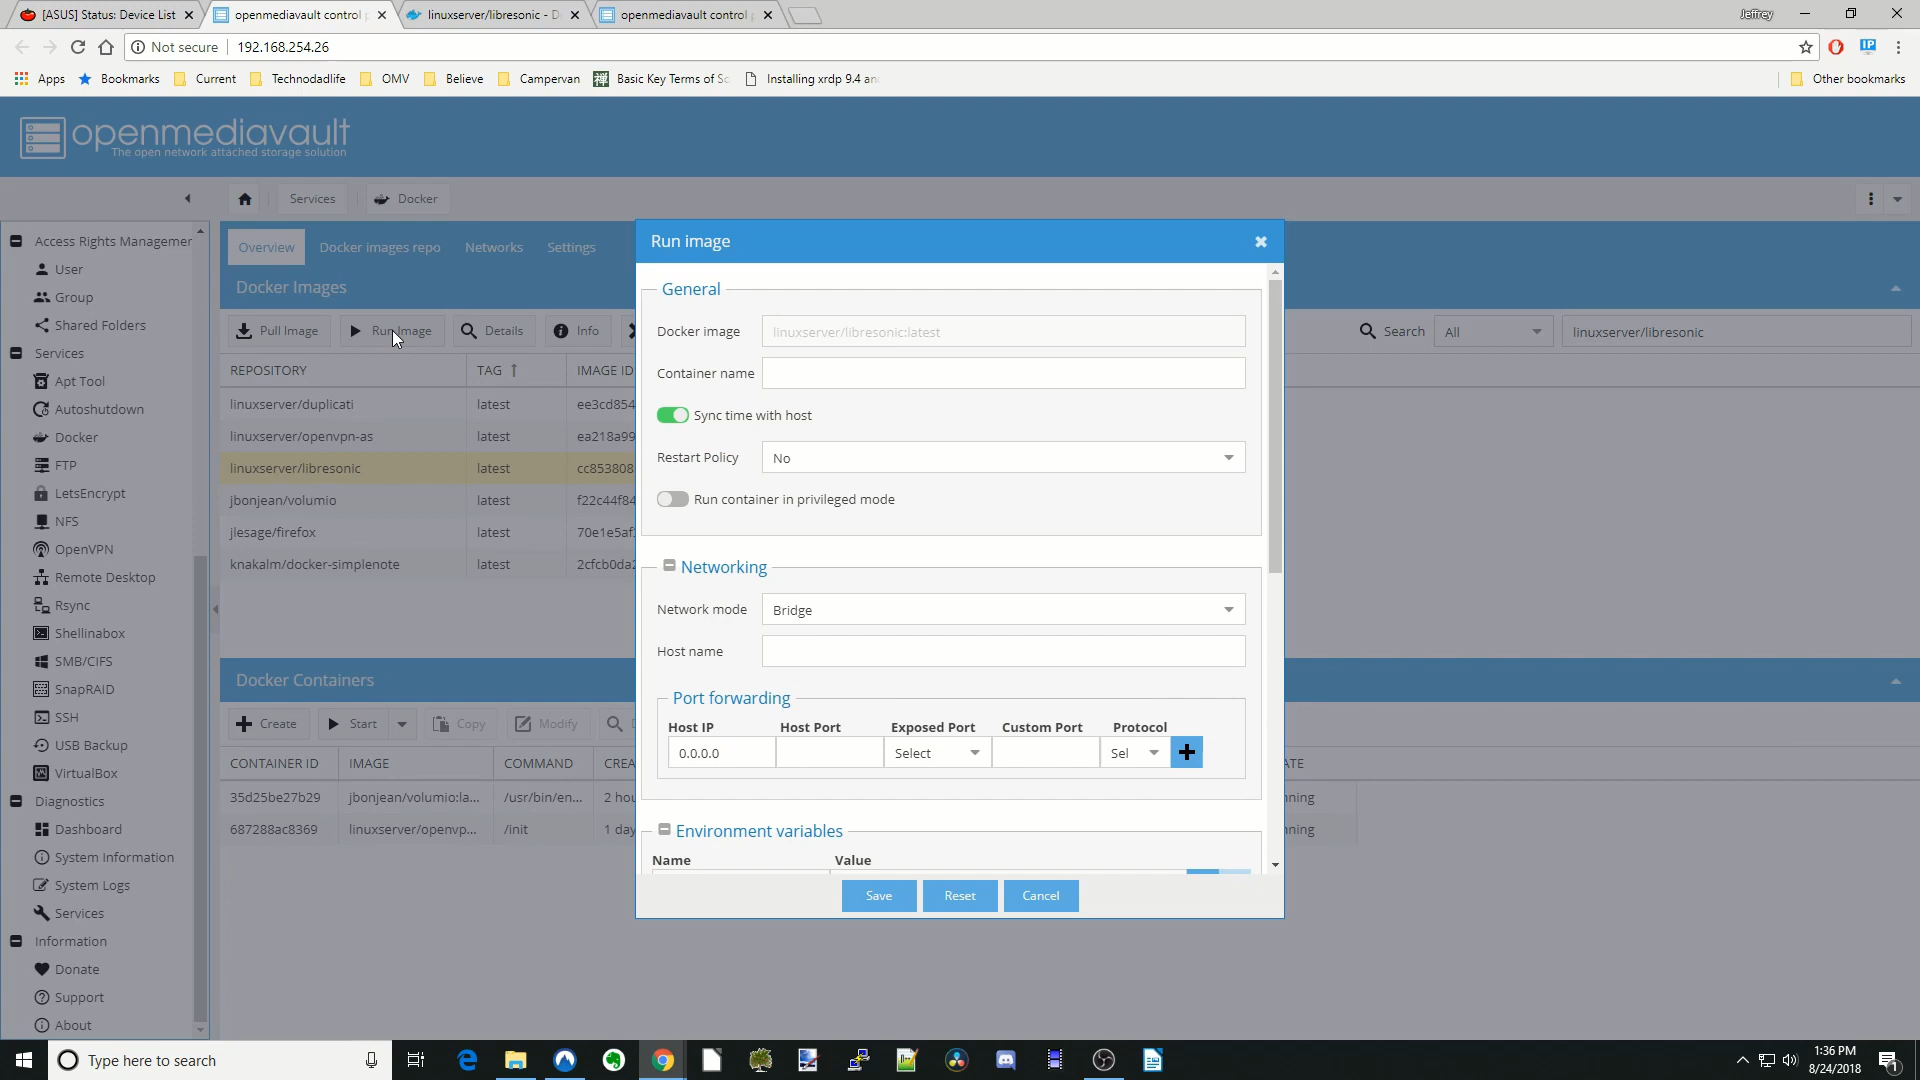 [ASUS] Status: Device List
openmediavault control
linuxserver/libresonic - D
openmediavault control
Jeffrey
Not secure
192.168.254.26
Apps
Bookmarks
Current
Technodadlife
OMV
Believe
Campervan
Basic Key Terms of So
Installing xrdp 9.4 an
Other bookmarks
openmediavault
The open network attached storage solution
Services
Docker
Access Rights Managemer
User
Group
Shared Folders
Services
Apt Tool
Autoshutdown
Docker
FTP
LetsEncrypt
NFS
OpenVPN
Remote Desktop
Rsync
Shellinabox
SMB/CIFS
SnapRAID
SSH
USB Backup
VirtualBox
Diagnostics
Dashboard
System Information
System Logs
Services
Information
Donate
Support
About
Overview
Docker images repo
Networks
Settings
Docker Images
Pull Image
Run Image
Details
Info
Search
All
linuxserver/libresonic
REPOSITORY
TAG
IMAGE ID
linuxserver/duplicati latest ee3cd854
linuxserver/openvpn-as latest ea218a99
linuxserver/libresonic latest cc853808
jbonjean/volumio latest f22c44f84
jlesage/firefox latest 70e1e5af
knakalm/docker-simplenote latest 2cfcb0da2
Docker Containers
Create
Start
Copy
Modify
CONTAINER ID
IMAGE
COMMAND
CREA
ATE
35d25be27b29 jbonjean/volumio:la... /usr/bin/en... 2 hou nning
687288ac8369 linuxserver/openvp... /init 1 day nning
Run image
General
Docker image
linuxserver/libresonic:latest
Container name
Sync time with host
Restart Policy
No
Run container in privileged mode
Networking
Network mode
Bridge
Host name
Port forwarding
Host IP
Host Port
Exposed Port
Custom Port
Protocol
0.0.0.0
Select
Sel
Environment variables
Name
Value
Save
Reset
Cancel
Type here to search
1:36 PM
8/24/2018
1